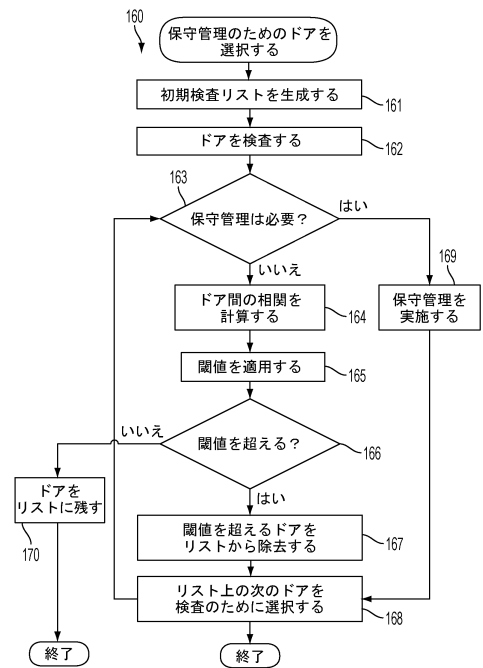 160
保守管理のためのドアを
選択する
初期検査リストを生成する
161
ドアを検査する
162
163
保守管理は必要?
はい
いいえ
169
保守管理を
実施する
ドア間の相関を
計算する
164
閾値を適用する
165
いいえ
閾値を超える?
166
はい
ドアを
リストに残す
170
閾値を超えるドアを
リストから除去する
167
リスト上の次のドアを
検査のために選択する
168
終了
終了